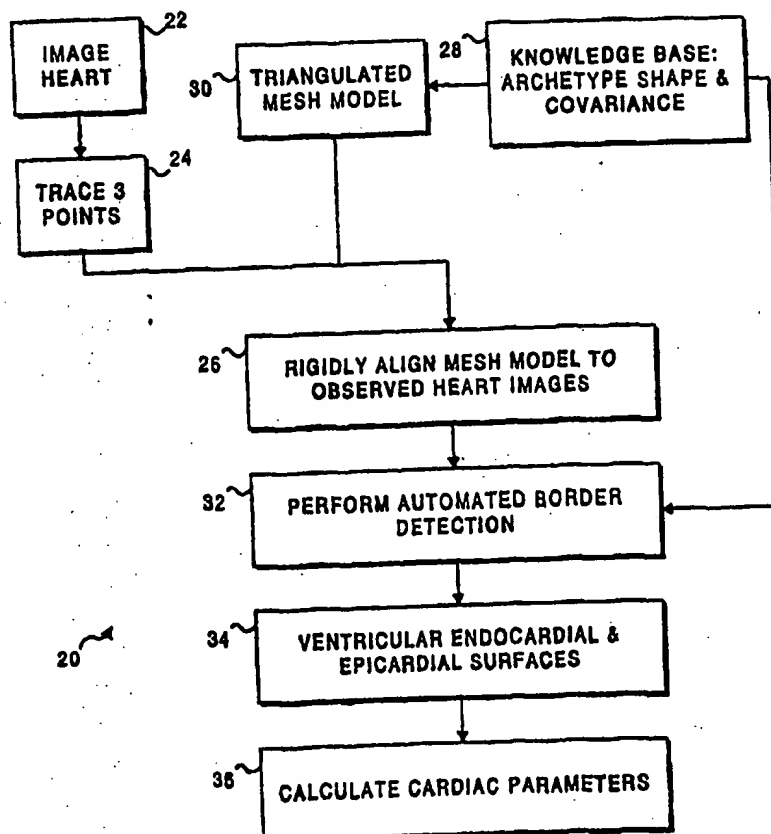 22
IMAGE
HEART
24
TRACE 3
POINTS
30
TRIANGULATED
MESH MODEL
28
KNOWLEDGE BASE:
ARCHETYPE SHAPE &
COVARIANCE
26
RIGIDLY ALIGN MESH MODEL TO
OBSERVED HEART IMAGES
32
PERFORM AUTOMATED BORDER
DETECTION
20
34
VENTRICULAR ENDOCARDIAL &
EPICARDIAL SURFACES
36
CALCULATE CARDIAC PARAMETERS